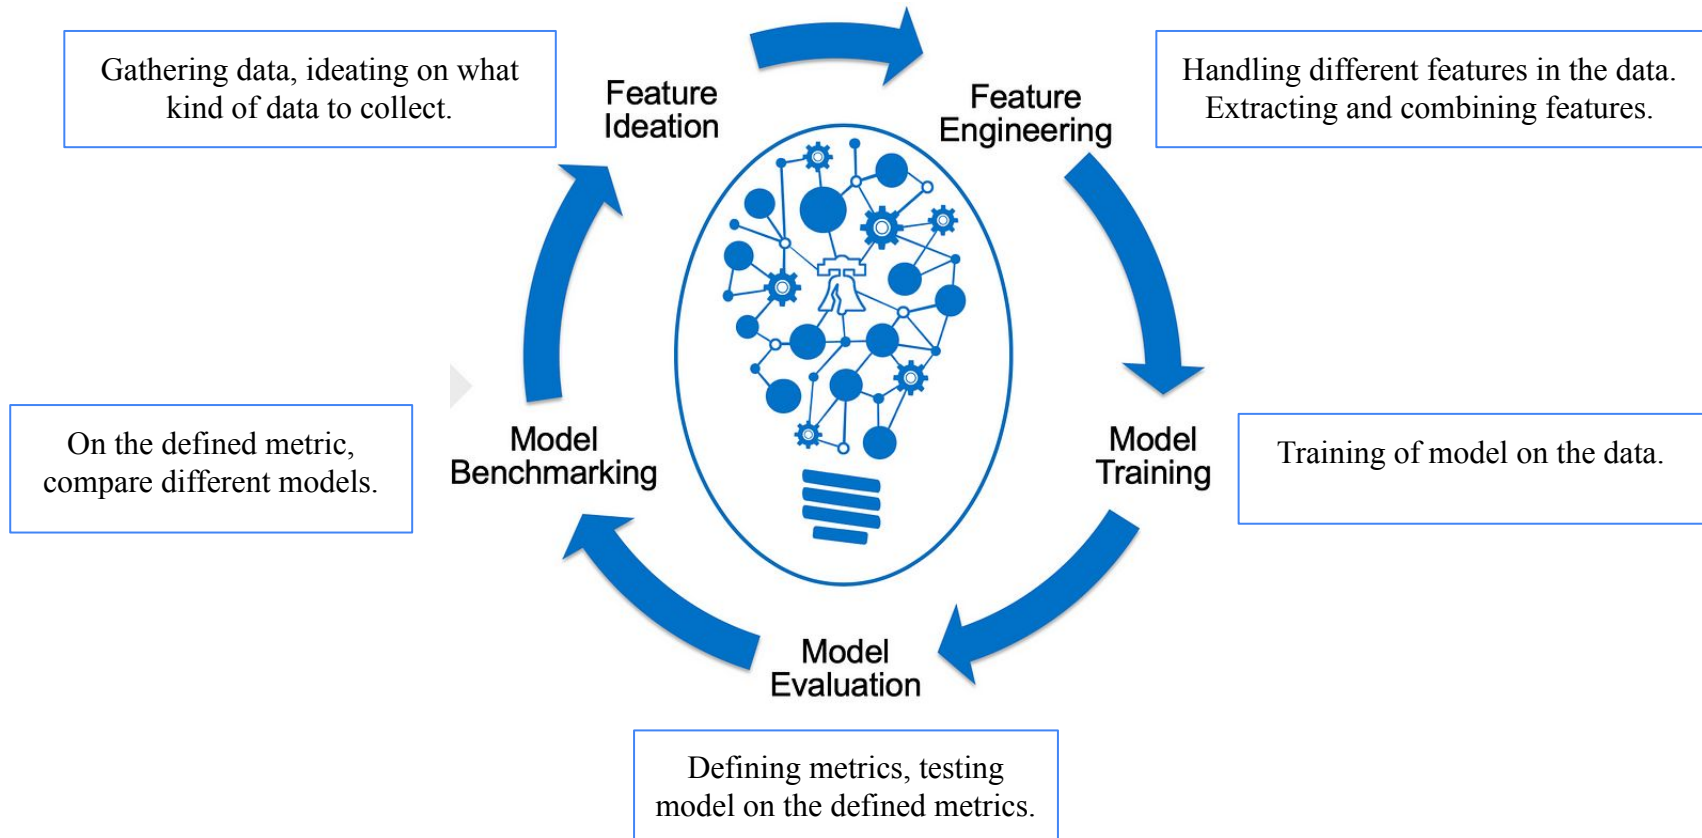 Gathering data, ideating on what
kind of data to collect.
Feature
Ideation
Feature
Engineering
Handling different features in the data.
Extracting and combining features.
Model
Training
Training of model on the data.
Model
Evaluation
Defining metrics, testing
model on the defined metrics.
Model
Benchmarking
On the defined metric,
compare different models.